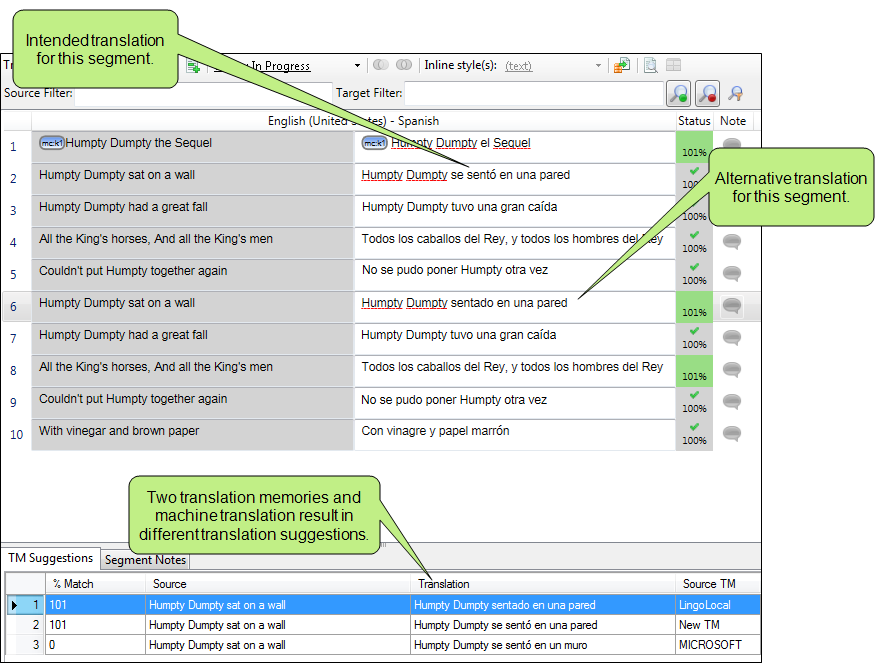 Intended translation
for this segment.
In Progress
Inline style(s): (text)
Source Filter:
Target Filter:
English (United States) - Spanish Status Note
1 mc:k1 Humpty Dumpty the Sequel mc:k1 Humpty Dumpty el Sequel 101%
2 Humpty Dumpty sat on a wall Humpty Dumpty se sentó en una pared 100%
Alternative translation
for this segment.
3 Humpty Dumpty had a great fall Humpty Dumpty tuvo una gran caída 100%
4 All the King's horses, And all the King's men Todos los caballos del Rey, y todos los hombres del Rey 100%
5 Couldn't put Humpty together again No se pudo poner Humpty otra vez 100%
6 Humpty Dumpty sat on a wall Humpty Dumpty sentado en una pared 101%
7 Humpty Dumpty had a great fall Humpty Dumpty tuvo una gran caída 100%
8 All the King's horses, And all the King's men Todos los caballos del Rey, y todos los hombres del Rey 101%
9 Couldn't put Humpty together again No se pudo poner Humpty otra vez 100%
10 With vinegar and brown paper Con vinagre y papel marrón 100%
Two translation memories and
machine translation result in
different translation suggestions.
TM Suggestions Segment Notes
% Match Source Translation Source TM
1 101 Humpty Dumpty sat on a wall Humpty Dumpty sentado en una pared LingoLocal
2 101 Humpty Dumpty sat on a wall Humpty Dumpty se sentó en una pared New TM
3 0 Humpty Dumpty sat on a wall Humpty Dumpty se sentó en un muro MICROSOFT